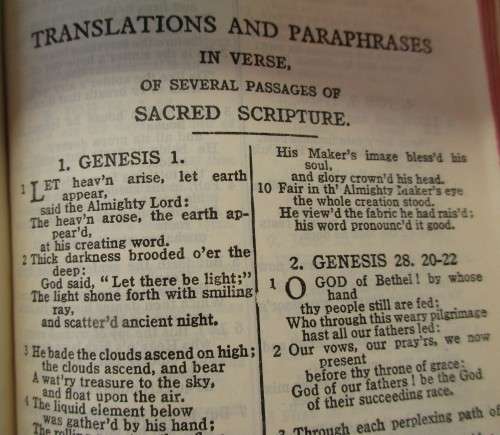 TRANSLATIONS AND PARAPHRASES
IN VERSE,
OF SEVERAL PASSAGES OF
SACRED SCRIPTURE.
1. GENESIS 1.
1 LET heav'n arise, let earth
appear,
said the Almighty Lord:
The heav'n arose, the earth ap-
pear'd,
at his creating word.
2 Thick darkness brooded o'er the
deep:
God said, "Let there be light;"
The light shone forth with smiling
ray,
and scatter'd ancient night.
3 He bade the clouds ascend on high;
the clouds ascend, and bear
A wat'ry treasure to the sky,
and float upon the air.
4 The liquid element below
was gather'd by his hand;
The rolling
His Maker's image bless'd his
soul,
and glory crown'd his head.
10 Fair in th' Almighty Maker's eye
the whole creation stood.
He view'd the fabric he had rais'd;
his word pronounc'd it good.
2. GENESIS 28. 20-22
1 O GOD of Bethel! by whose
hand
thy people still are fed;
Who through this weary pilgrimage
hast all our fathers led:
2 Our vows, our pray'rs, we now
present
before thy throne of grace:
God of our fathers! be the God
of their succeeding race.
3 Through each perplexing path of